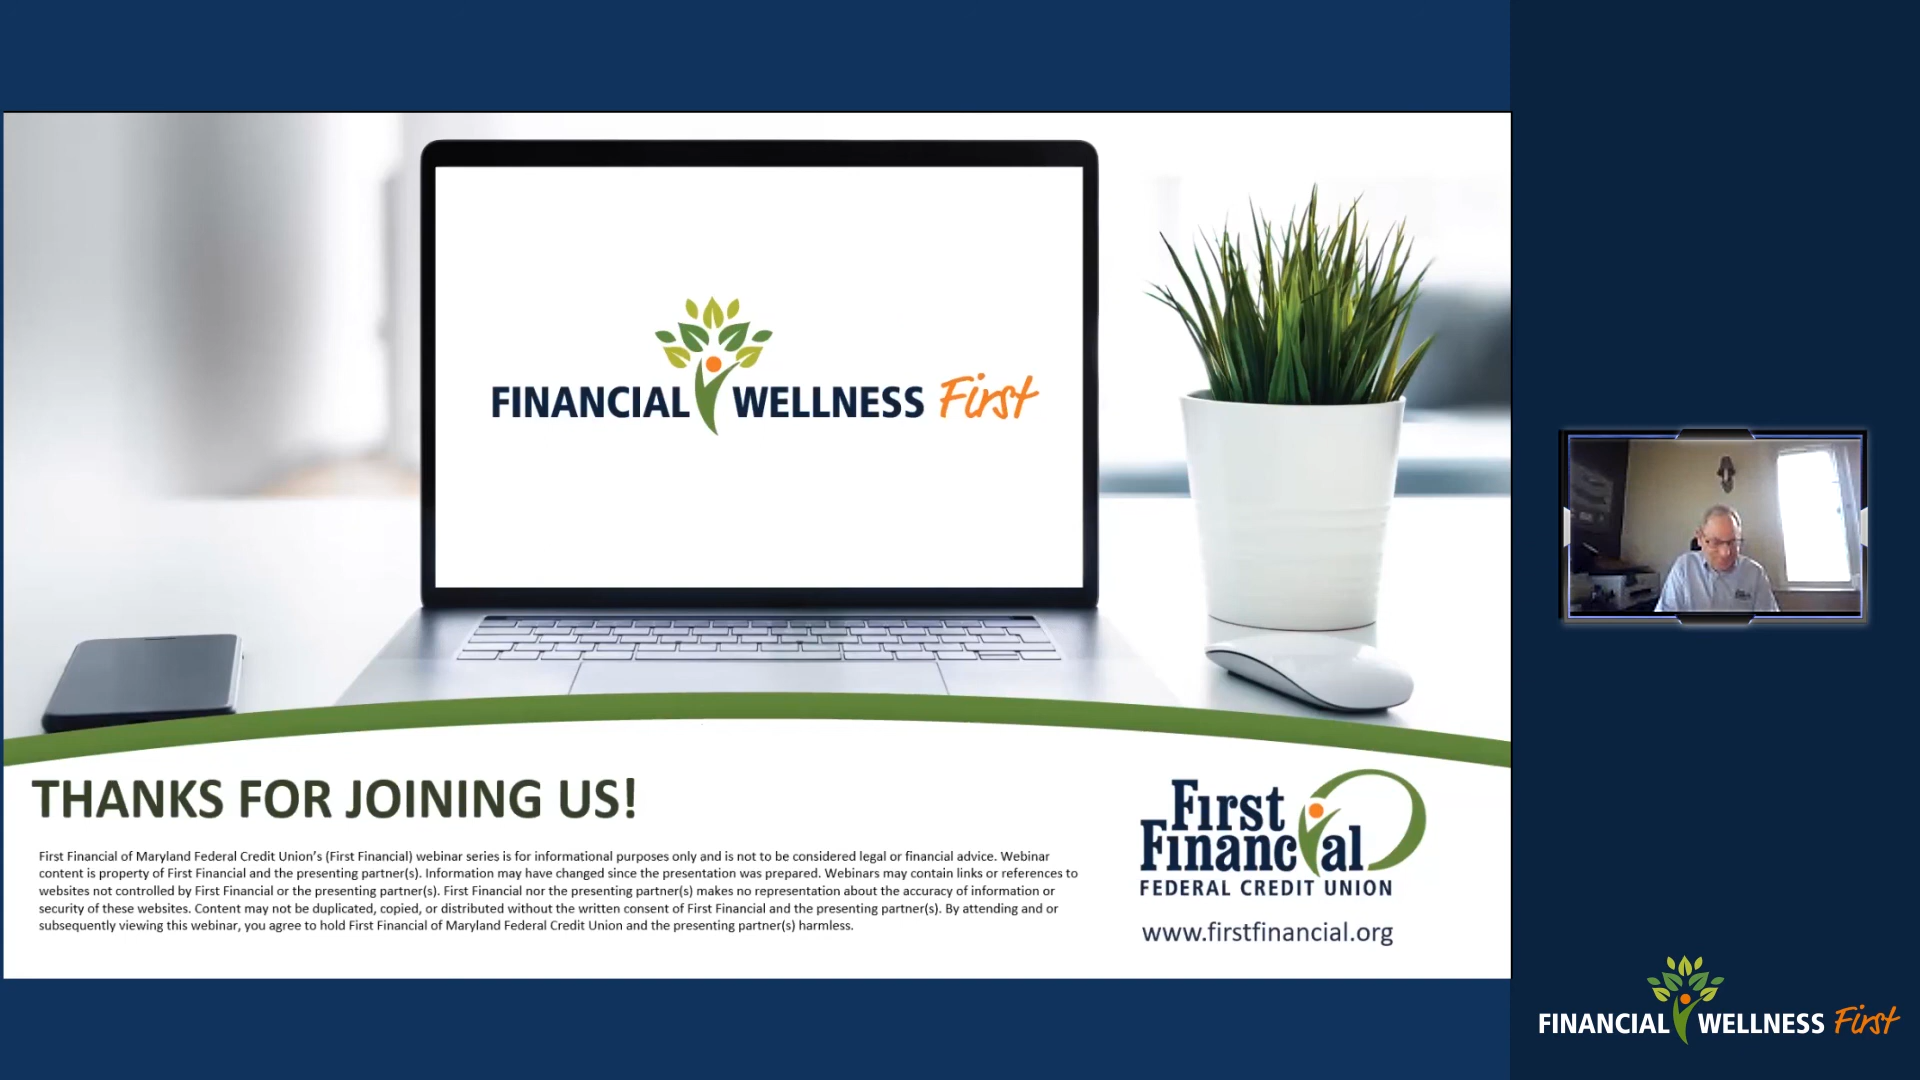 FINANCIAL WELLNESS First
THANKS FOR JOINING US!
First Financial of Maryland Federal Credit Union's (First Financial) webinar series is for informational purposes only and is not to be considered legal or financial advice. Webinar
content is property of First Financial and the presenting partner(s). Information may have changed since the presentation was prepared. Webinars may contain links or references to
websites not controlled by First Financial or the presenting partner(s). First Financial nor the presenting partner(s) makes no representation about the accuracy of information or
security of these websites. Content may not be duplicated, copied, or distributed without the written consent of First Financial and the presenting partner(s). By attending and or
subsequently viewing this webinar, you agree to hold First Financial of Maryland Federal Credit Union and the presenting partner(s) harmless.
First
Financial
FEDERAL CREDIT UNION
www.firstfinancial.org
FINANCIAL WELLNESS First